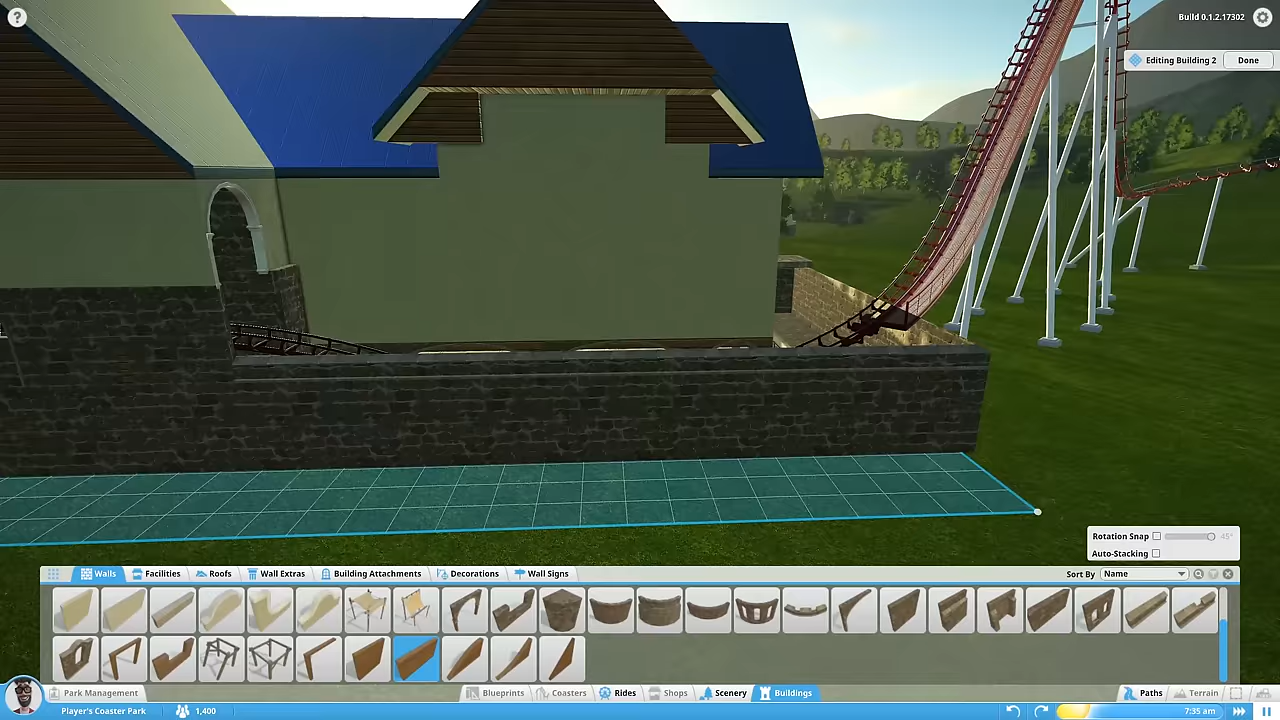 ?
Build 0.1.2.17302
Editing Building 2 Done
Rotation Snap 45°
Auto-Stacking
Walls Facilities Roofs Wall Extras Building Attachments Decorations Wall Signs Sort By Name
Park Management Blueprints Coasters Rides Shops Scenery Buildings Paths Terrain
Player's Coaster Park 1,400 7:35 am